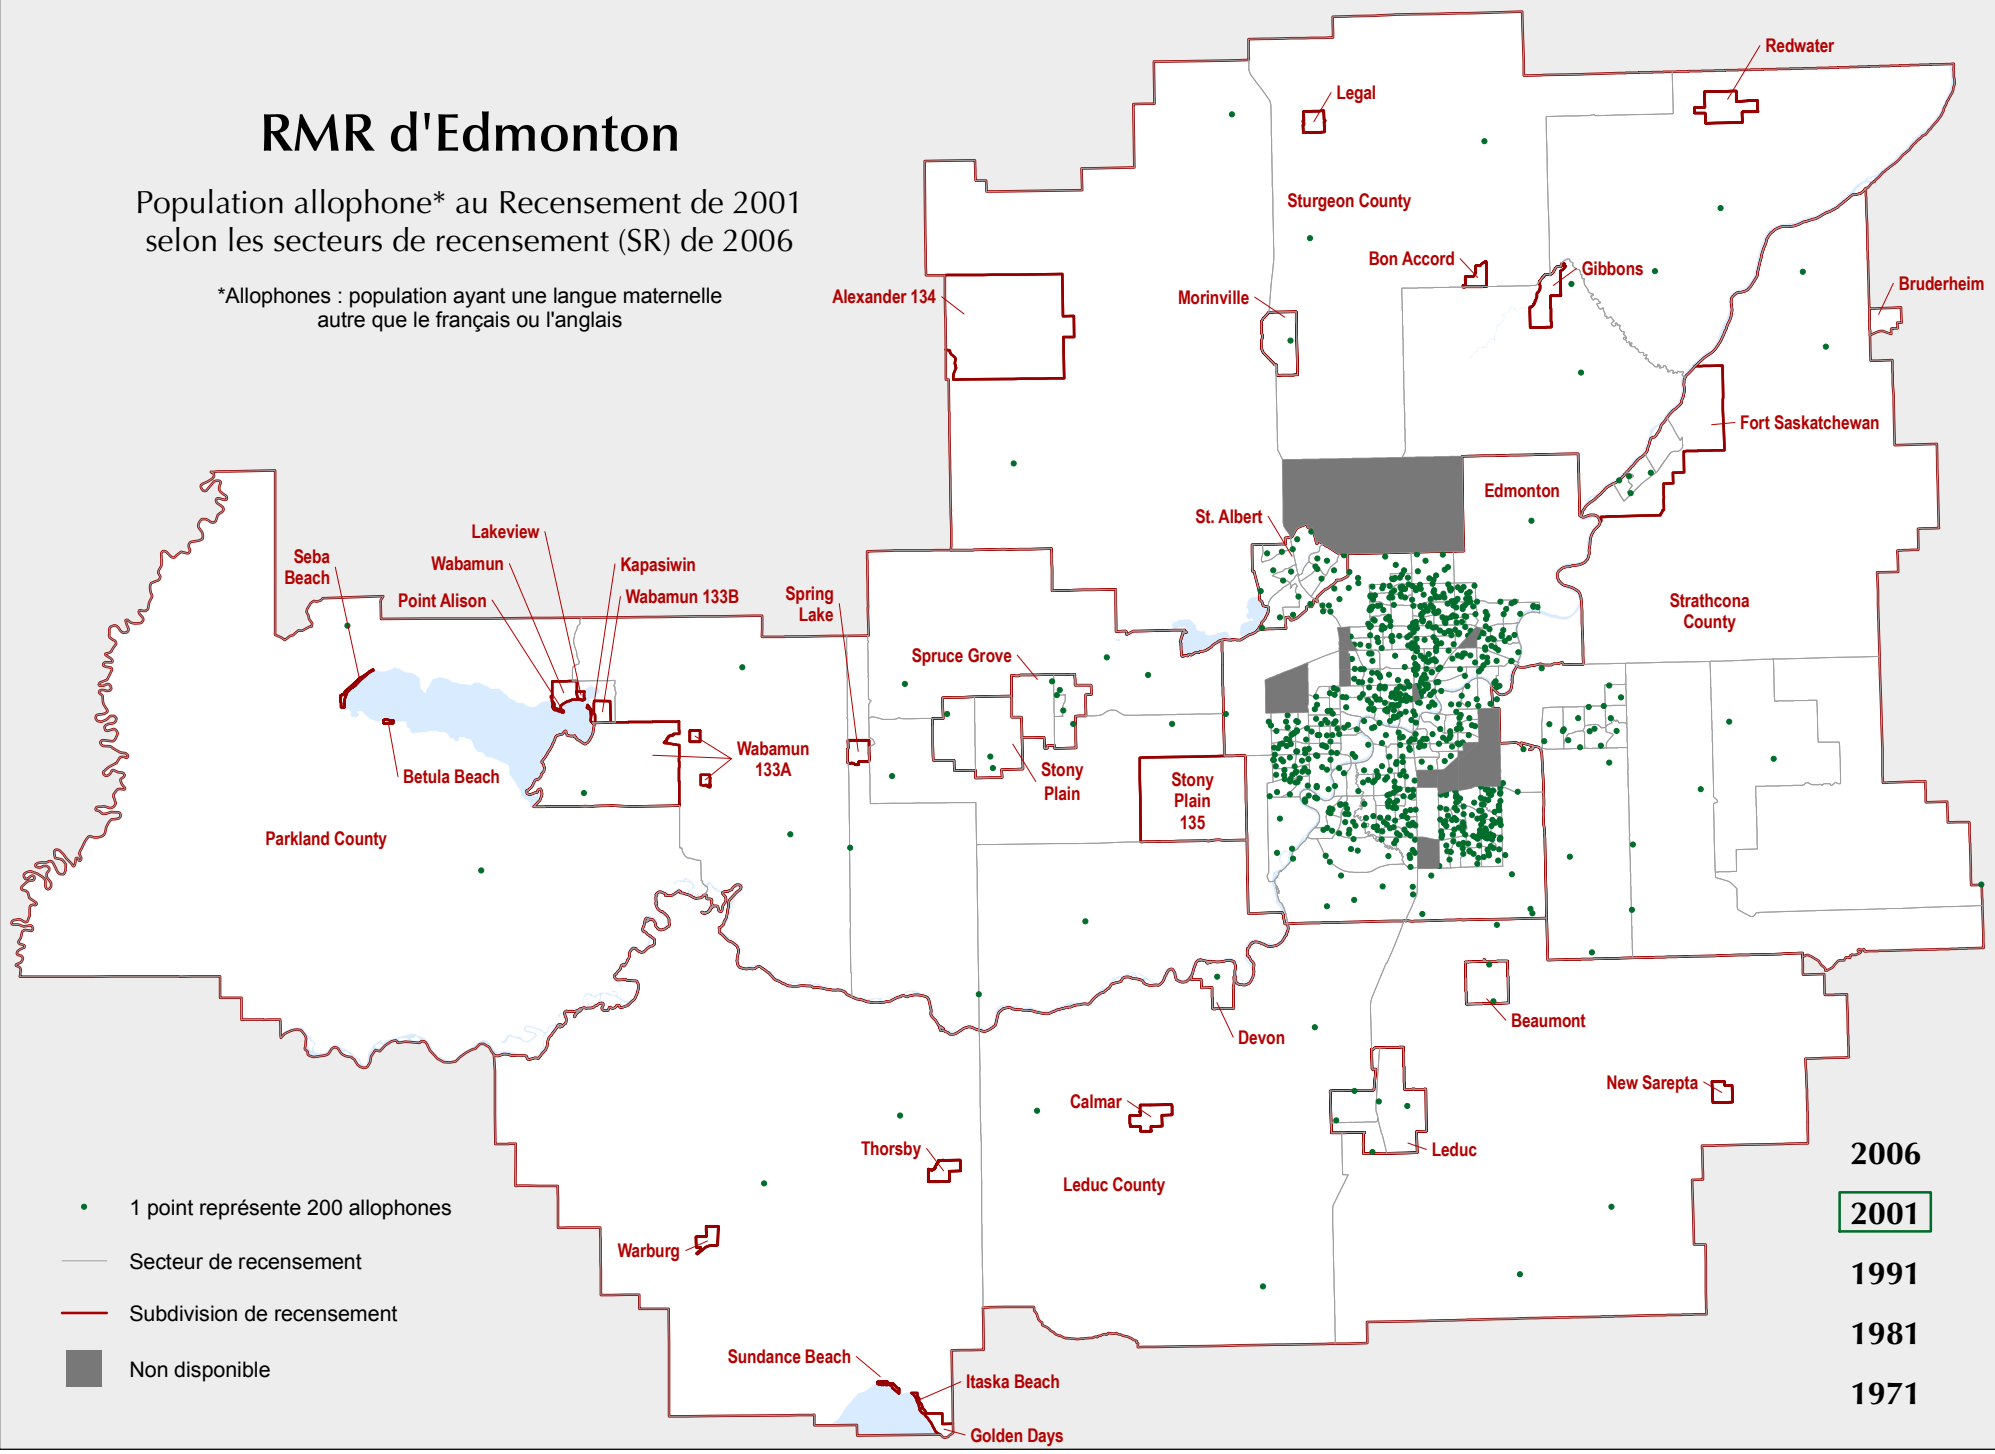 RMR d'Edmonton
Population allophone* au Recensement de 2001
selon les secteurs de recensement (SR) de 2006
*Allophones : population ayant une langue maternelle
autre que le français ou l'anglais
Redwater
Legal
Sturgeon County
Bon Accord
Gibbons
Bruderheim
Alexander 134
Morinville
Fort Saskatchewan
Edmonton
St. Albert
Lakeview
Seba
Beach
Wabamun
Kapasiwin
Point Alison
Wabamun 133B
Spring
Lake
Strathcona
County
Spruce Grove
Wabamun
133A
Betula Beach
Stony
Plain
Stony
Plain
135
Parkland County
Devon
Beaumont
New Sarepta
Calmar
Thorsby
Leduc
Leduc County
Warburg
Sundance Beach
Itaska Beach
Golden Days
1 point représente 200 allophones
Secteur de recensement
Subdivision de recensement
Non disponible
2006
2001
1991
1981
1971